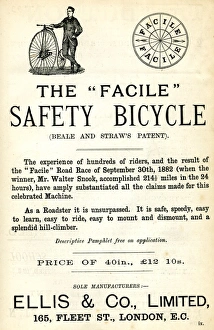 FACILE
FACILE
THE "FACILE"
SAFETY BICYCLE
(BEALE AND STRAW'S PATENT).
The experience of hundreds of riders, and the result of
the "Facile" Road Race of September 30th, 1882 (when the
winner, Mr. Walter Snook, accomplished 214½ miles in the 24
hours), have amply substantiated all the claims made for this
celebrated Machine.
As a Roadster it is unsurpassed. It is safe, speedy, easy
to learn, easy to ride, easy to mount and dismount, and a
splendid hill-climber.
Descriptive Pamphlet free on application.
PRICE OF 40in., £12 10s.
SOLE MANUFACTURERS:—
ELLIS & Co., LIMITED,
165, FLEET ST., LONDON, E.C.